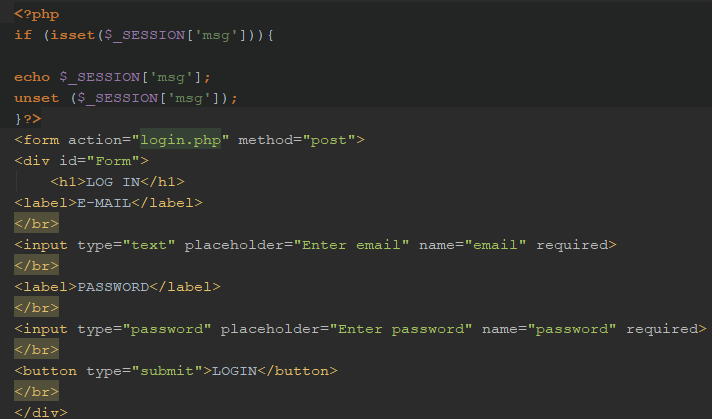 <?php
if (isset($_SESSION['msg'])){
echo $_SESSION['msg'];
unset ($_SESSION['msg']);
}?>
<form action="login.php" method="post">
<div id="Form">
<h1>LOG IN</h1>
<label>E-MAIL</label>
</br>
<input type="text" placeholder="Enter email" name="email" required>
</br>
<label>PASSWORD</label>
</br>
<input type="password" placeholder="Enter password" name="password" required>
</br>
<button type="submit">LOGIN</button>
</br>
</div>